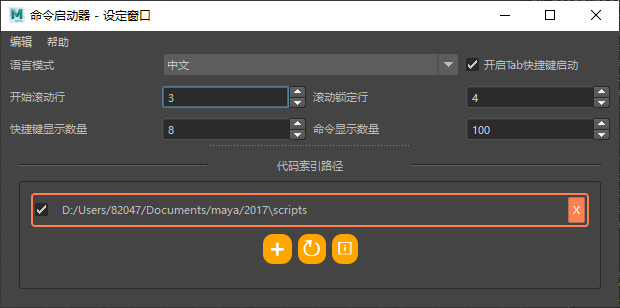 命令启动器 - 设定窗口
编辑 帮助
语言模式 中文 开启Tab快捷键启动
开始滚动行 3 滚动锁定行 4
快捷键显示数量 8 命令显示数量 100
代码索引路径
D:/Users/82047/Documents/maya/2017\scripts X